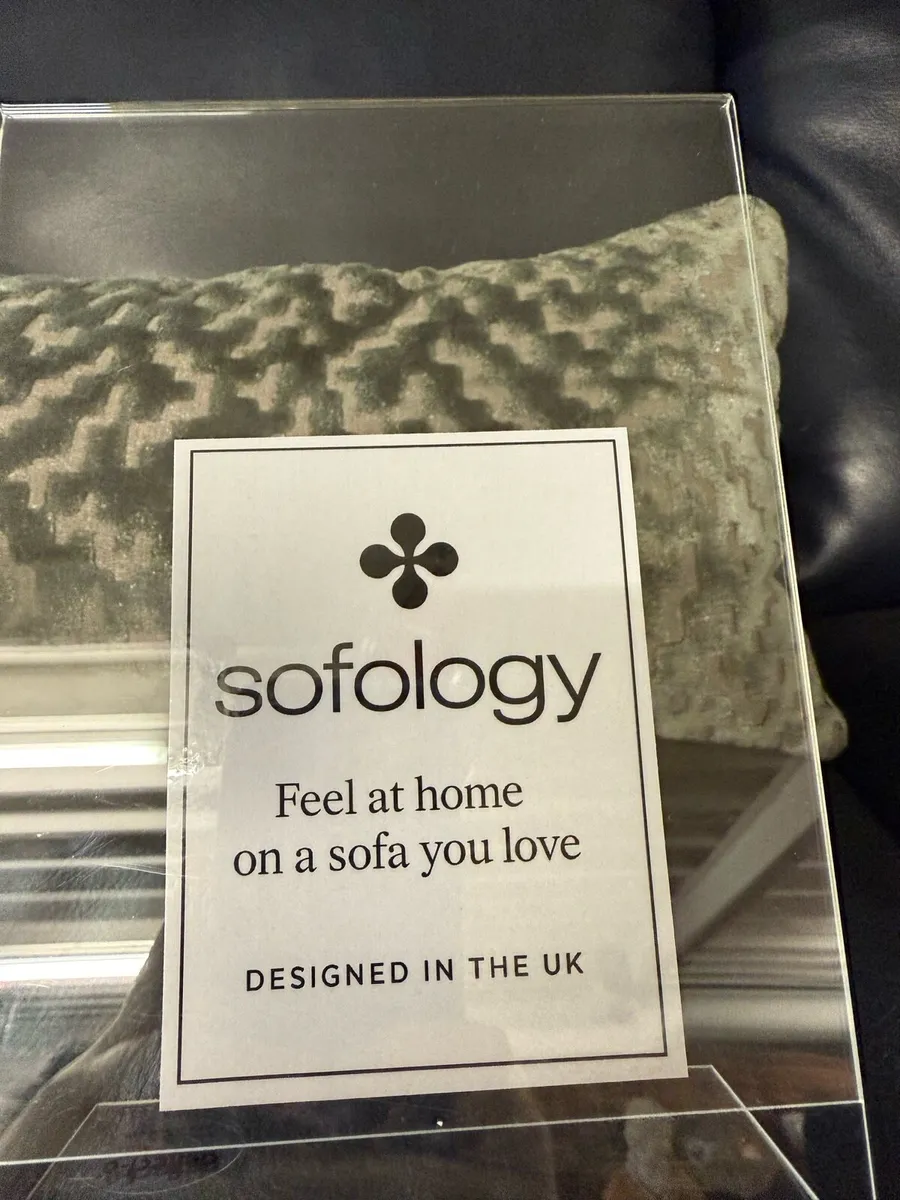 sofology
Feel at home
on a sofa you love
DESIGNED IN THE UK